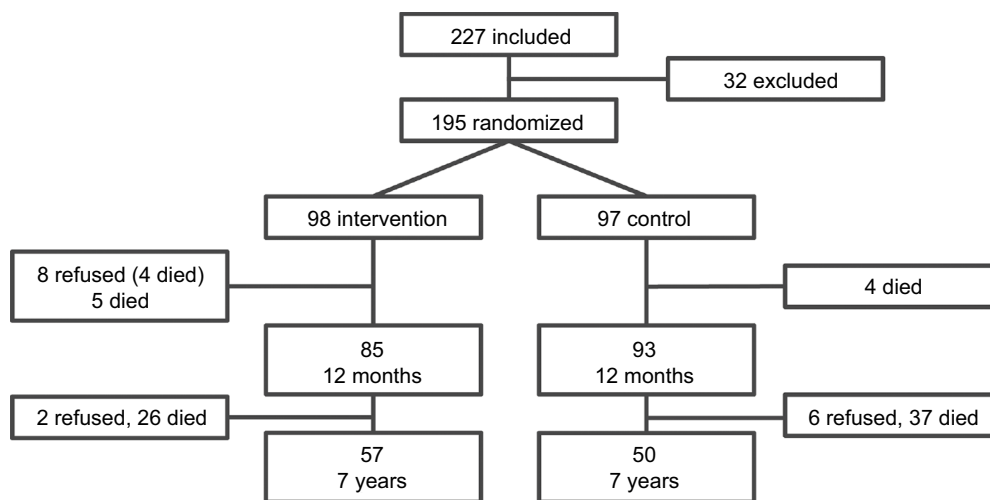 227 included
32 excluded
195 randomized
98 intervention
97 control
8 refused (4 died)
5 died
4 died
85
12 months
93
12 months
2 refused, 26 died
6 refused, 37 died
57
7 years
50
7 years